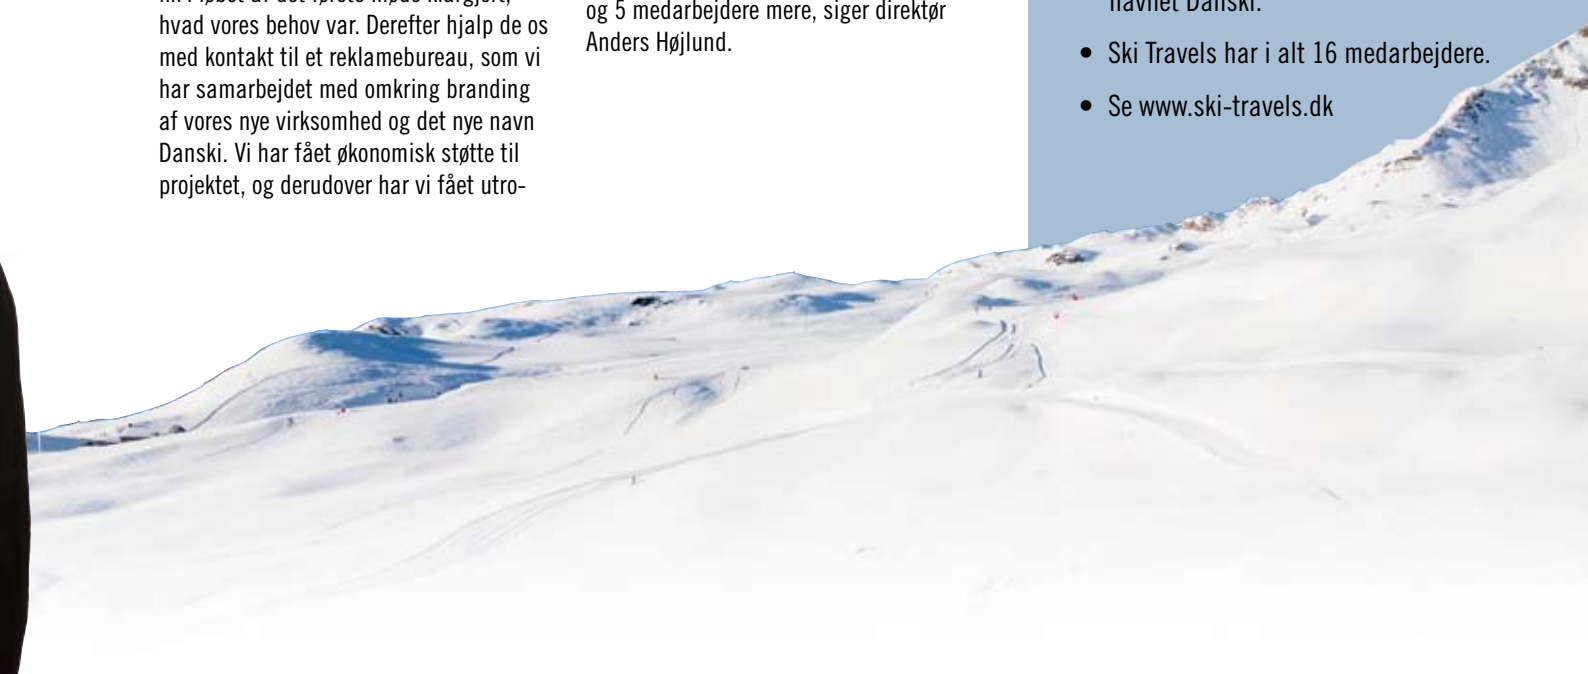 hvad vores behov var. Derefter hjalp de os
med kontakt til et reklamebureau, som vi
har samarbejdet med omkring branding
af vores nye virksomhed og det nye navn
Danski. Vi har fået økonomisk støtte til
projektet, og derudover har vi fået utro-
og 5 medarbejdere mere, siger direktør
Anders Højlund.
navnet Danski.
• Ski Travels har i alt 16 medarbejdere.
• Se www.ski-travels.dk